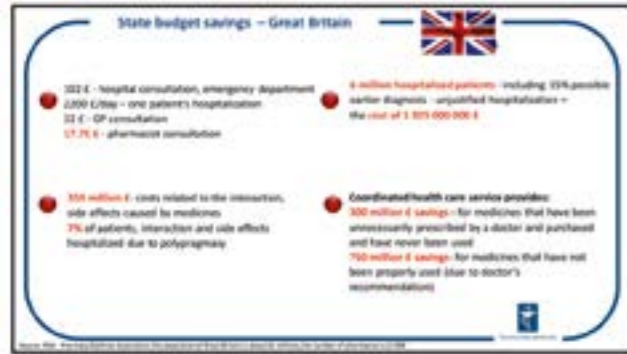 State budget savings – Great Britain
102 £ - hospital consultation, emergency department
2200 £/day – one patient's hospitalization
32 £ - GP consultation
17.75 £ - pharmacist consultation
6 million hospitalized patients - including 35% possible
earlier diagnosis - unjustified hospitalization –
the cost of 1 925 000 000 £
359 million £ - costs related to the interaction,
side effects caused by medicines
7% of patients, interaction and side effects
hospitalized due to polypragmasy
Coordinated health care service provides:
300 million £ savings - for medicines that have been
unnecessarily prescribed by a doctor and purchased
and have never been used
750 million £ savings - for medicines that have not
been properly used (due to doctor's
recommendation)